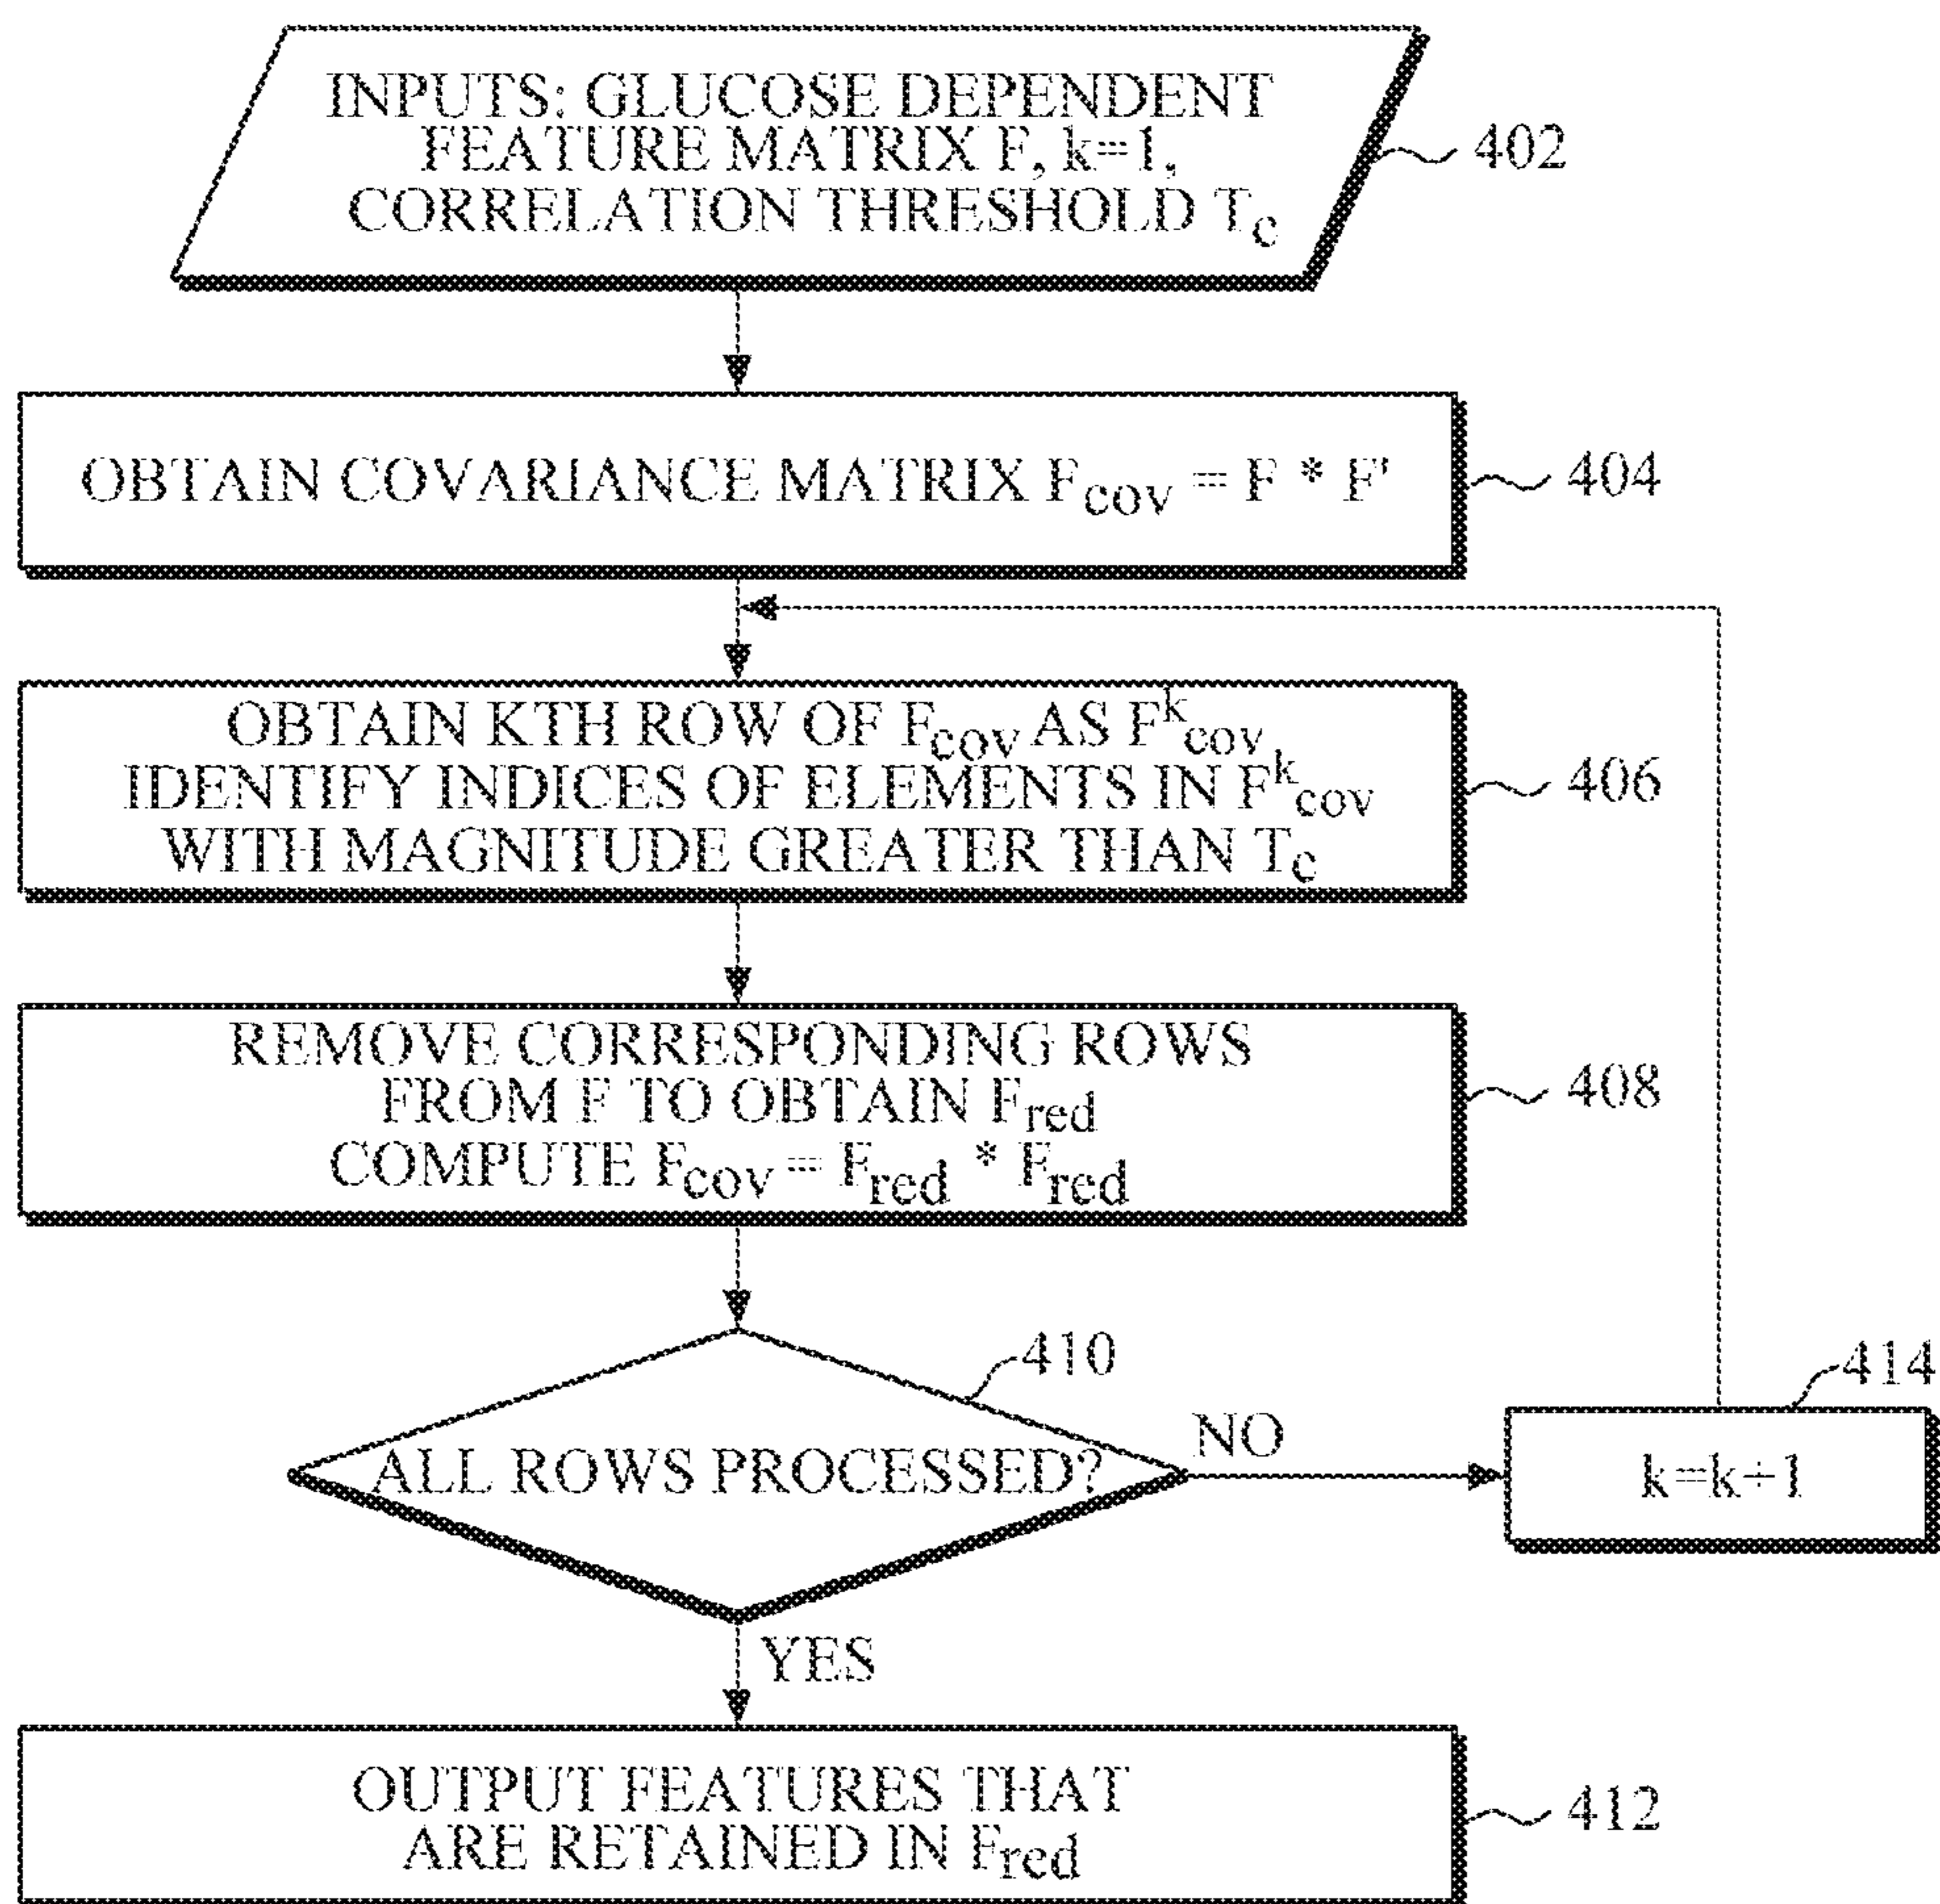 INPUTS: GLUCOSE DEPENDENT
FEATURE MATRIX F, k=1,
CORRELATION THRESHOLD Tc
402
OBTAIN COVARIANCE MATRIX Fcov = F * F'
404
OBTAIN KTH ROW OF Fcov AS F^k cov,
IDENTIFY INDICES OF ELEMENTS IN F^k cov
WITH MAGNITUDE GREATER THAN Tc
406
REMOVE CORRESPONDING ROWS
FROM F TO OBTAIN Fred
COMPUTE Fcov = Fred * Fred
408
410
ALL ROWS PROCESSED?
NO
414
k=k+1
YES
OUTPUT FEATURES THAT
ARE RETAINED IN Fred
412